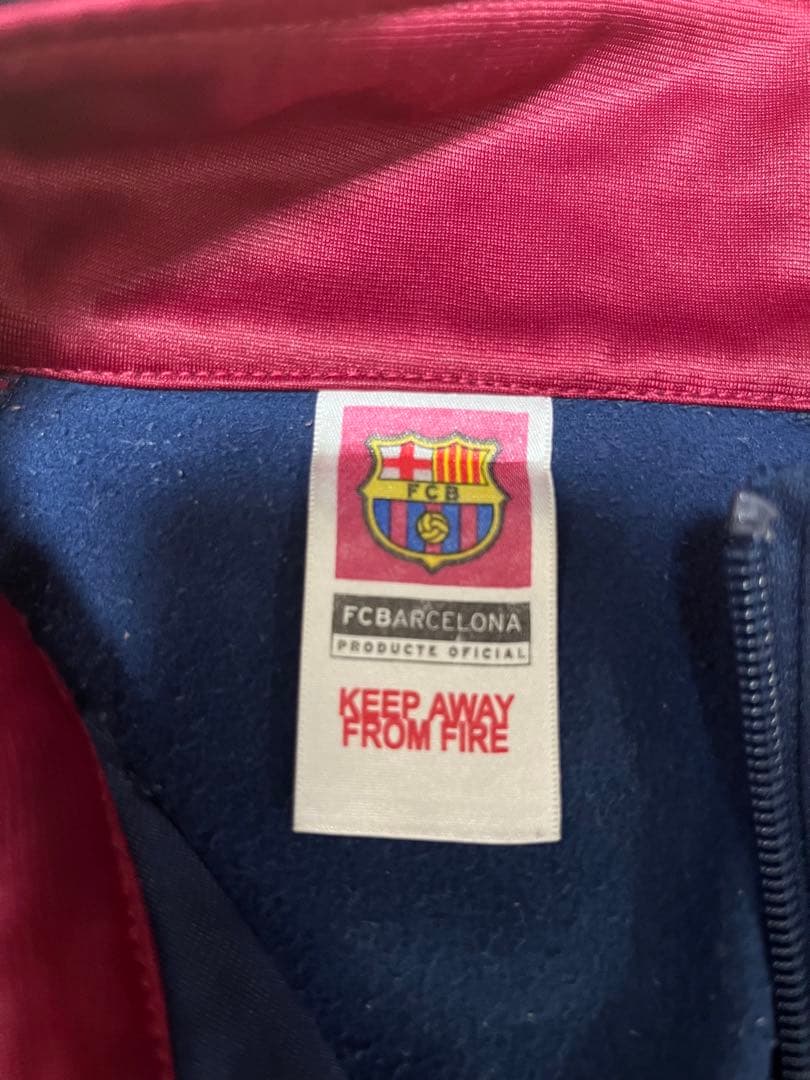 FCB
FCBARCELONA
PRODUCTE OFICIAL
KEEP AWAY
FROM FIRE